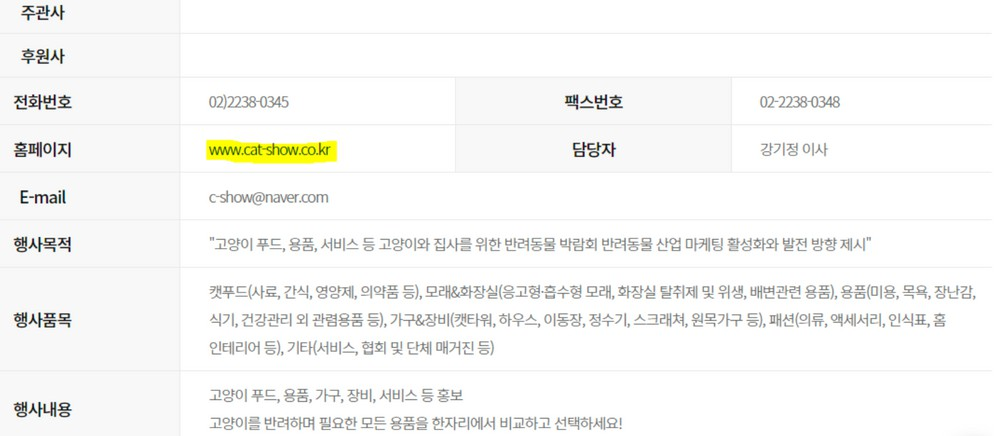 주관사
후원사
전화번호 02)2238-0345 팩스번호 02-2238-0348
홈페이지 www.cat-show.co.kr 담당자 강기정 이사
E-mail c-show@naver.com
행사목적 "고양이 푸드, 용품, 서비스 등 고양이와 집사를 위한 반려동물 박람회 반려동물 산업 마케팅 활성화와 발전 방향 제시"
행사품목 캣푸드(사료, 간식, 영양제, 의약품 등), 모래&화장실(응고형·흡수형 모래, 화장실 탈취제 및 위생, 배변관련 용품), 용품(미용, 목욕, 장난감,
식기, 건강관리 외 관렴용품 등), 가구&장비(캣타워, 하우스, 이동장, 정수기, 스크래쳐, 원목가구 등), 패션(의류, 액세서리, 인식표, 홈
인테리어 등), 기타(서비스, 협회 및 단체 매거진 등)
행사내용 고양이 푸드, 용품, 가구, 장비, 서비스 등 홍보
고양이를 반려하며 필요한 모든 용품을 한자리에서 비교하고 선택하세요!